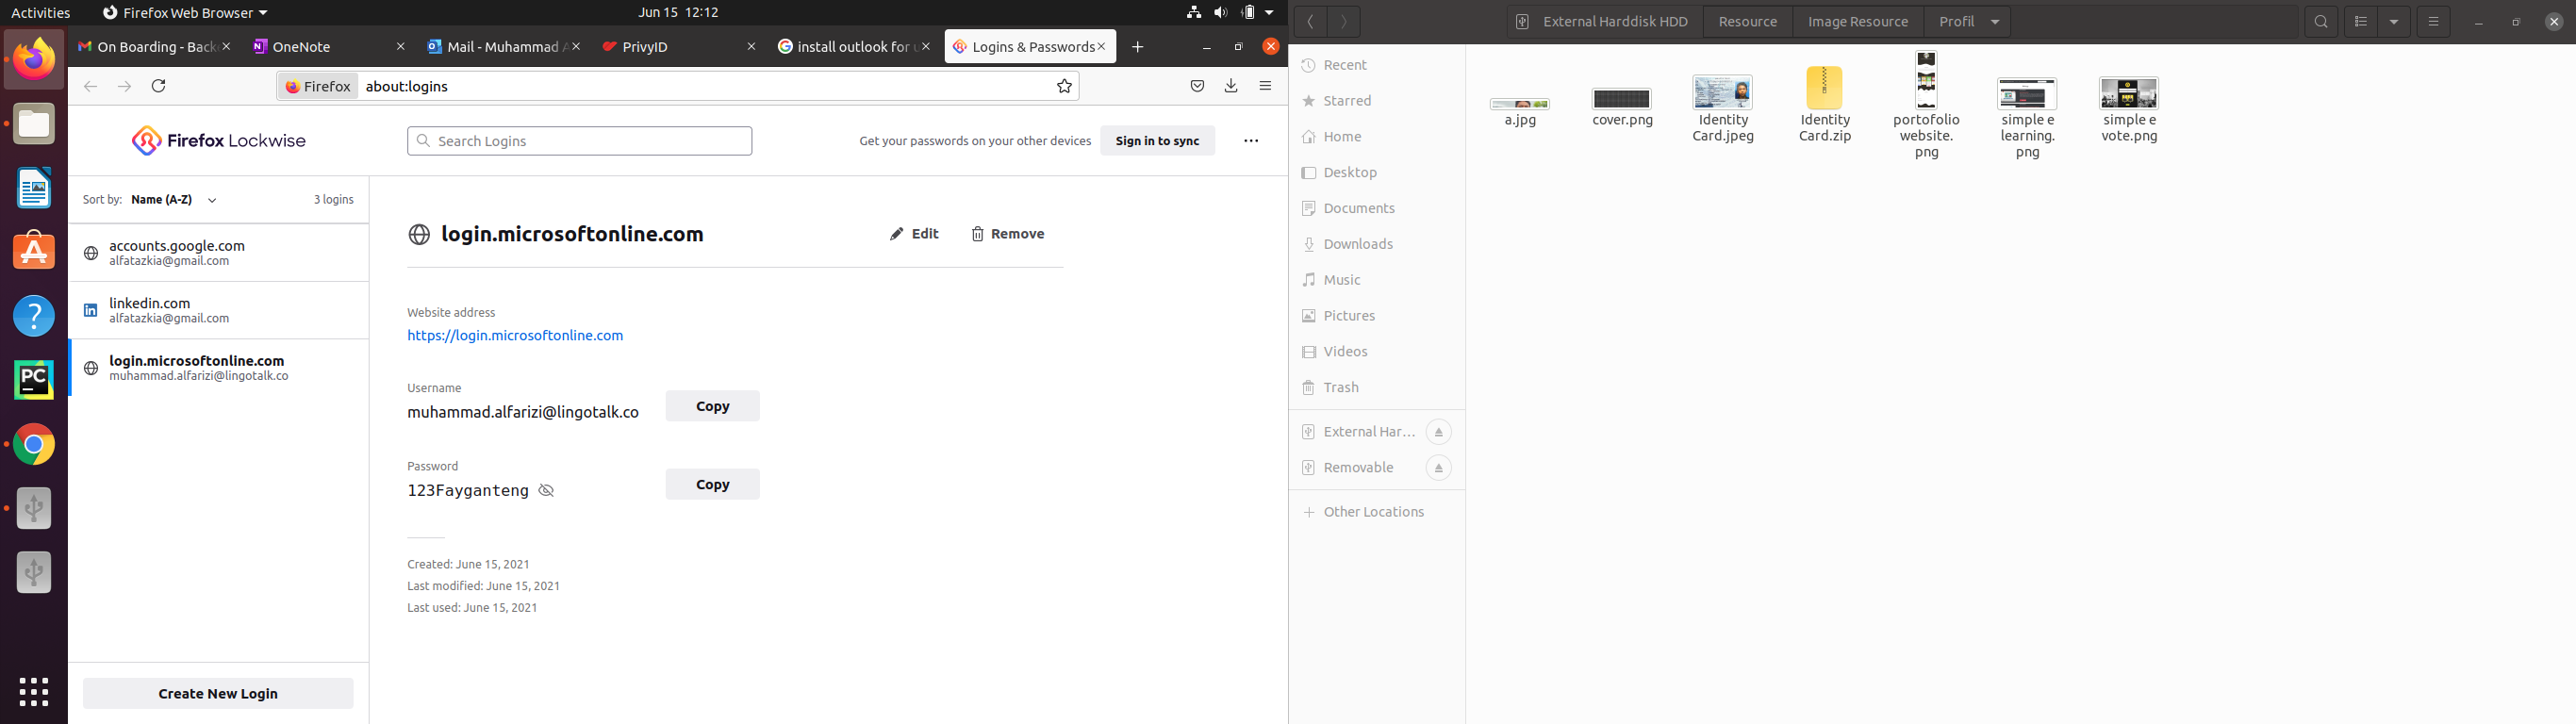 Activities
Firefox Web Browser
Jun 15 12:12
On Boarding - Back
OneNote
Mail - Muhammad A
PrivyID
install outlook for u
Logins & Passwords
Firefox
about:logins
Firefox Lockwise
Search Logins
Get your passwords on your other devices
Sign in to sync
Sort by: Name (A-Z)
3 logins
accounts.google.com
alfatazkia@gmail.com
linkedin.com
alfatazkia@gmail.com
login.microsoftonline.com
muhammad.alfarizi@lingotalk.co
Create New Login
login.microsoftonline.com
Edit
Remove
Website address
https://login.microsoftonline.com
Username
muhammad.alfarizi@lingotalk.co
Copy
Password
123Fayganteng
Copy
Created: June 15, 2021
Last modified: June 15, 2021
Last used: June 15, 2021
PC
External Harddisk HDD
Resource
Image Resource
Profil
Recent
Starred
Home
Desktop
Documents
Downloads
Music
Pictures
Videos
Trash
External Har...
Removable
Other Locations
a.jpg
cover.png
Identity
Card.jpeg
Identity
Card.zip
portofolio
website.
png
simple e
learning.
png
simple e
vote.png